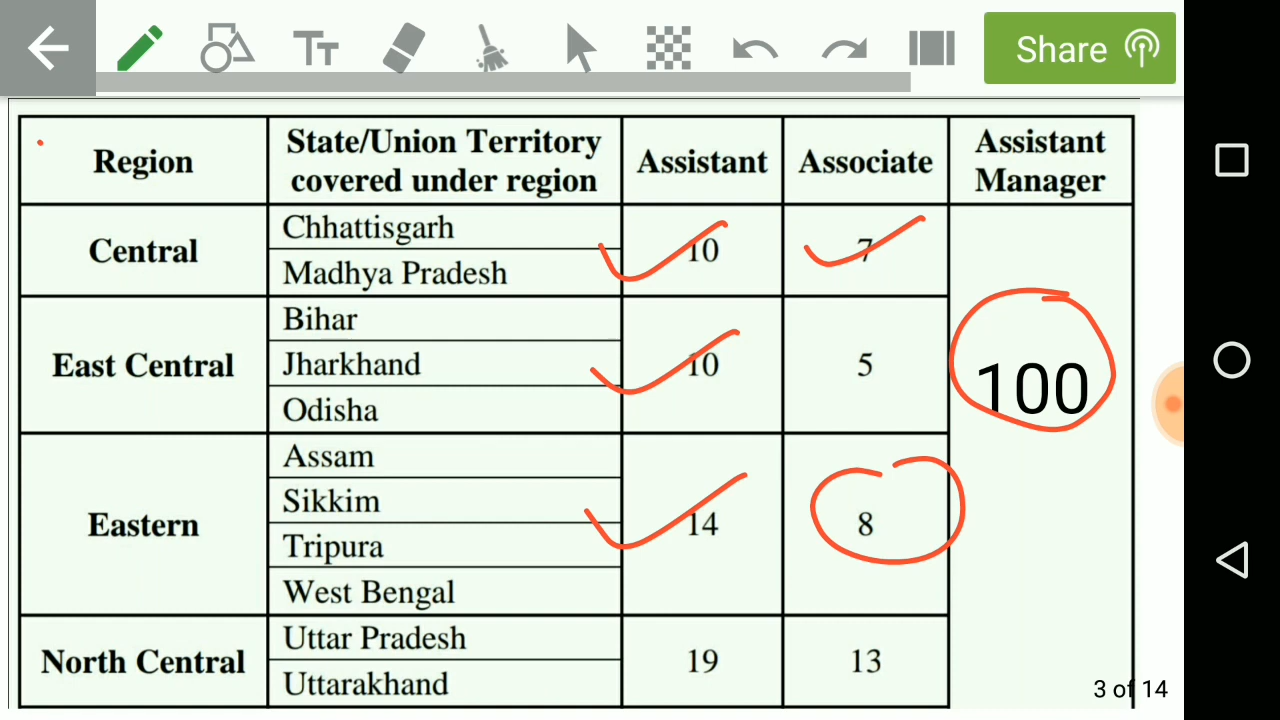 Share
Region
State/Union Territory
covered under region
Assistant
Associate
Assistant
Manager
Central
Chhattisgarh
Madhya Pradesh
10
7
East Central
Bihar
Jharkhand
Odisha
10
5
100
Eastern
Assam
Sikkim
Tripura
West Bengal
14
8
North Central
Uttar Pradesh
Uttarakhand
19
13
3 of 14